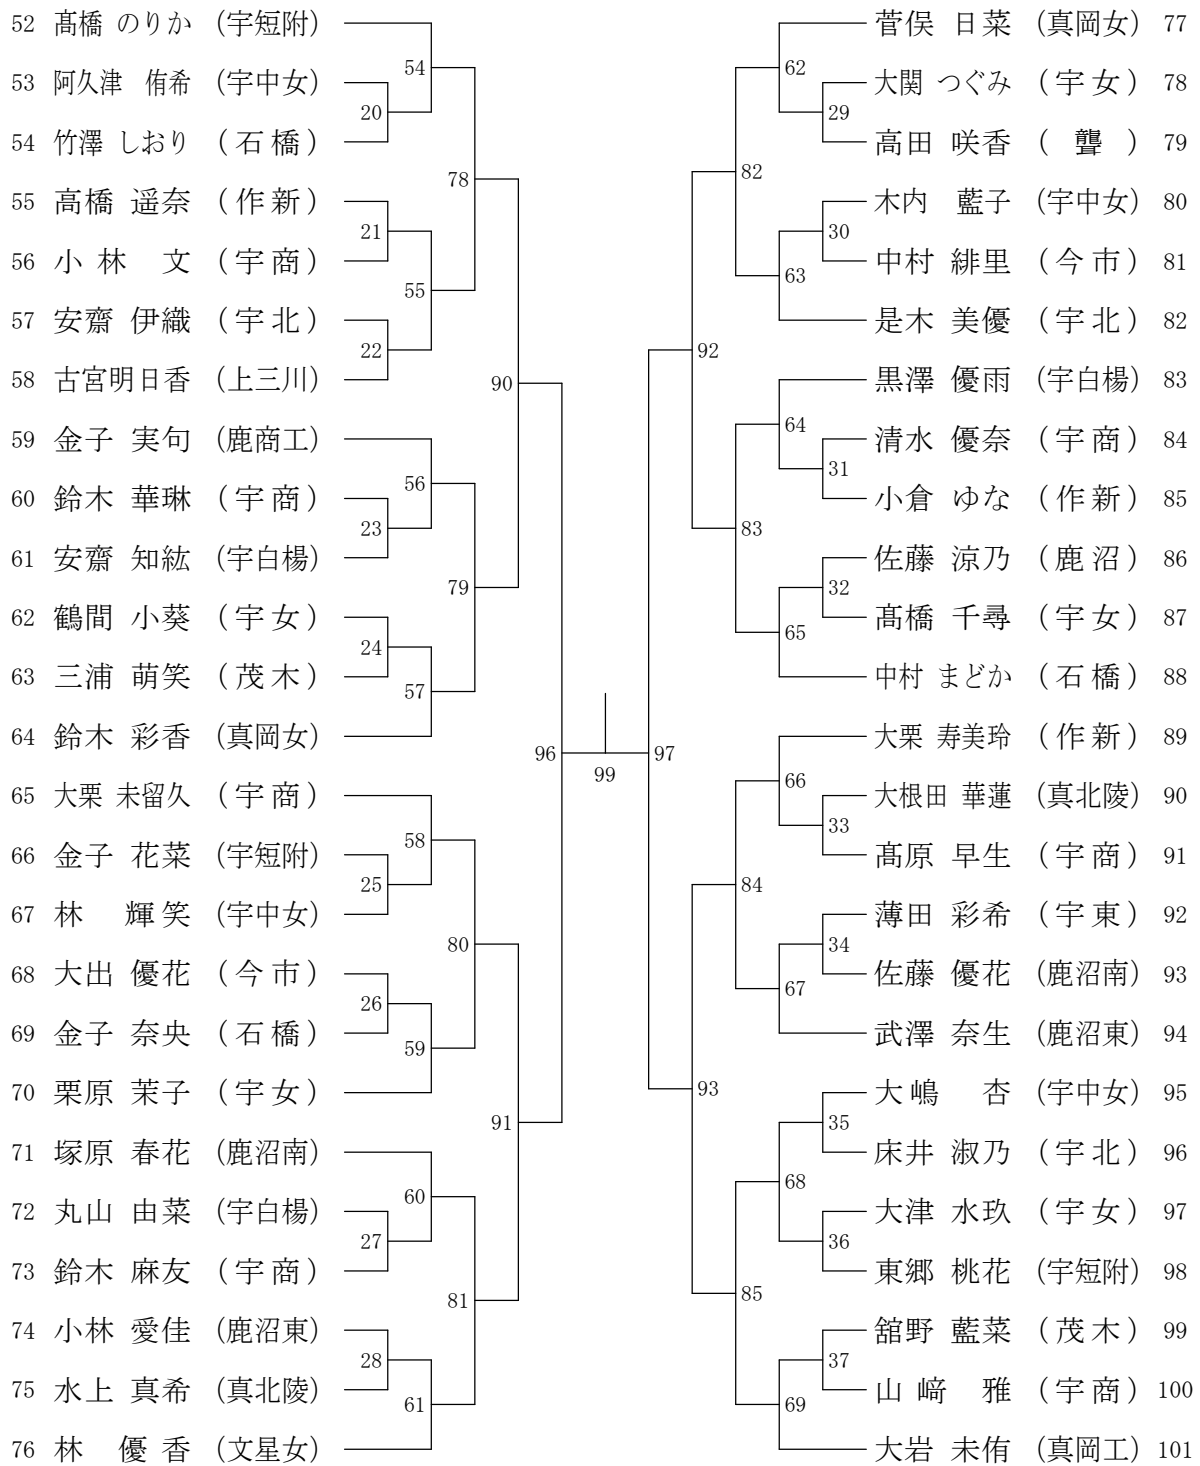 52 髙橋 のりか (宇短附)
53 阿久津 侑希 (宇中女)
54 竹澤 しおり (石橋)
55 高橋 遥奈 (作新)
56 小林 文 (宇商)
57 安齋 伊織 (宇北)
58 古宮明日香 (上三川)
59 金子 実句 (鹿商工)
60 鈴木 華琳 (宇商)
61 安齋 知紘 (宇白楊)
62 鶴間 小葵 (宇女)
63 三浦 萌笑 (茂木)
64 鈴木 彩香 (真岡女)
65 大栗 未留久 (宇商)
66 金子 花菜 (宇短附)
67 林 輝笑 (宇中女)
68 大出 優花 (今市)
69 金子 奈央 (石橋)
70 栗原 茉子 (宇女)
71 塚原 春花 (鹿沼南)
72 丸山 由菜 (宇白楊)
73 鈴木 麻友 (宇商)
74 小林 愛佳 (鹿沼東)
75 水上 真希 (真北陵)
76 林 優香 (文星女)
20
21
22
23
24
25
26
27
28
54
55
56
57
58
59
60
61
78
79
80
81
90
91
96
99
97
92
93
82
83
84
85
62
63
64
65
66
67
68
69
29
30
31
32
33
34
35
36
37
菅俣 日菜 (真岡女) 77
大関 つぐみ (宇女) 78
高田 咲香 (聾) 79
木内 藍子 (宇中女) 80
中村 緋里 (今市) 81
是木 美優 (宇北) 82
黒澤 優雨 (宇白楊) 83
清水 優奈 (宇商) 84
小倉 ゆな (作新) 85
佐藤 涼乃 (鹿沼) 86
髙橋 千尋 (宇女) 87
中村 まどか (石橋) 88
大栗 寿美玲 (作新) 89
大根田 華蓮 (真北陵) 90
髙原 早生 (宇商) 91
薄田 彩希 (宇東) 92
佐藤 優花 (鹿沼南) 93
武澤 奈生 (鹿沼東) 94
大嶋 杏 (宇中女) 95
床井 淑乃 (宇北) 96
大津 水玖 (宇女) 97
東郷 桃花 (宇短附) 98
舘野 藍菜 (茂木) 99
山﨑 雅 (宇商) 100
大岩 未侑 (真岡工) 101